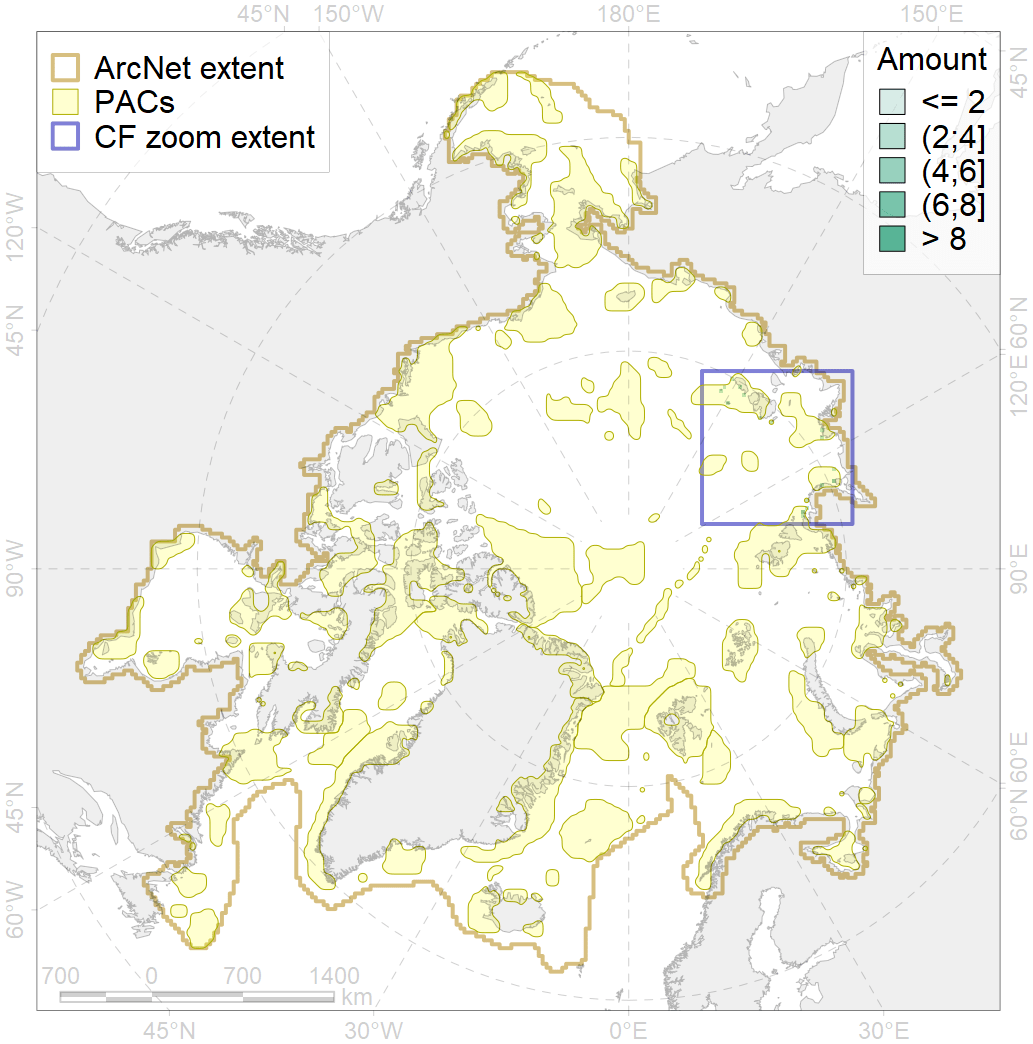 45°N 150°W 180°E 150°E
ArcNet extent
PACs
CF zoom extent
Amount
<= 2
(2;4]
(4;6]
(6;8]
> 8
45°N
120°W
60°N
45°N
120°E
90°W
90°E
60°E
45°N
60°N
60°W
700 0 700 1400
km
45°N 30°W 0°E 30°E